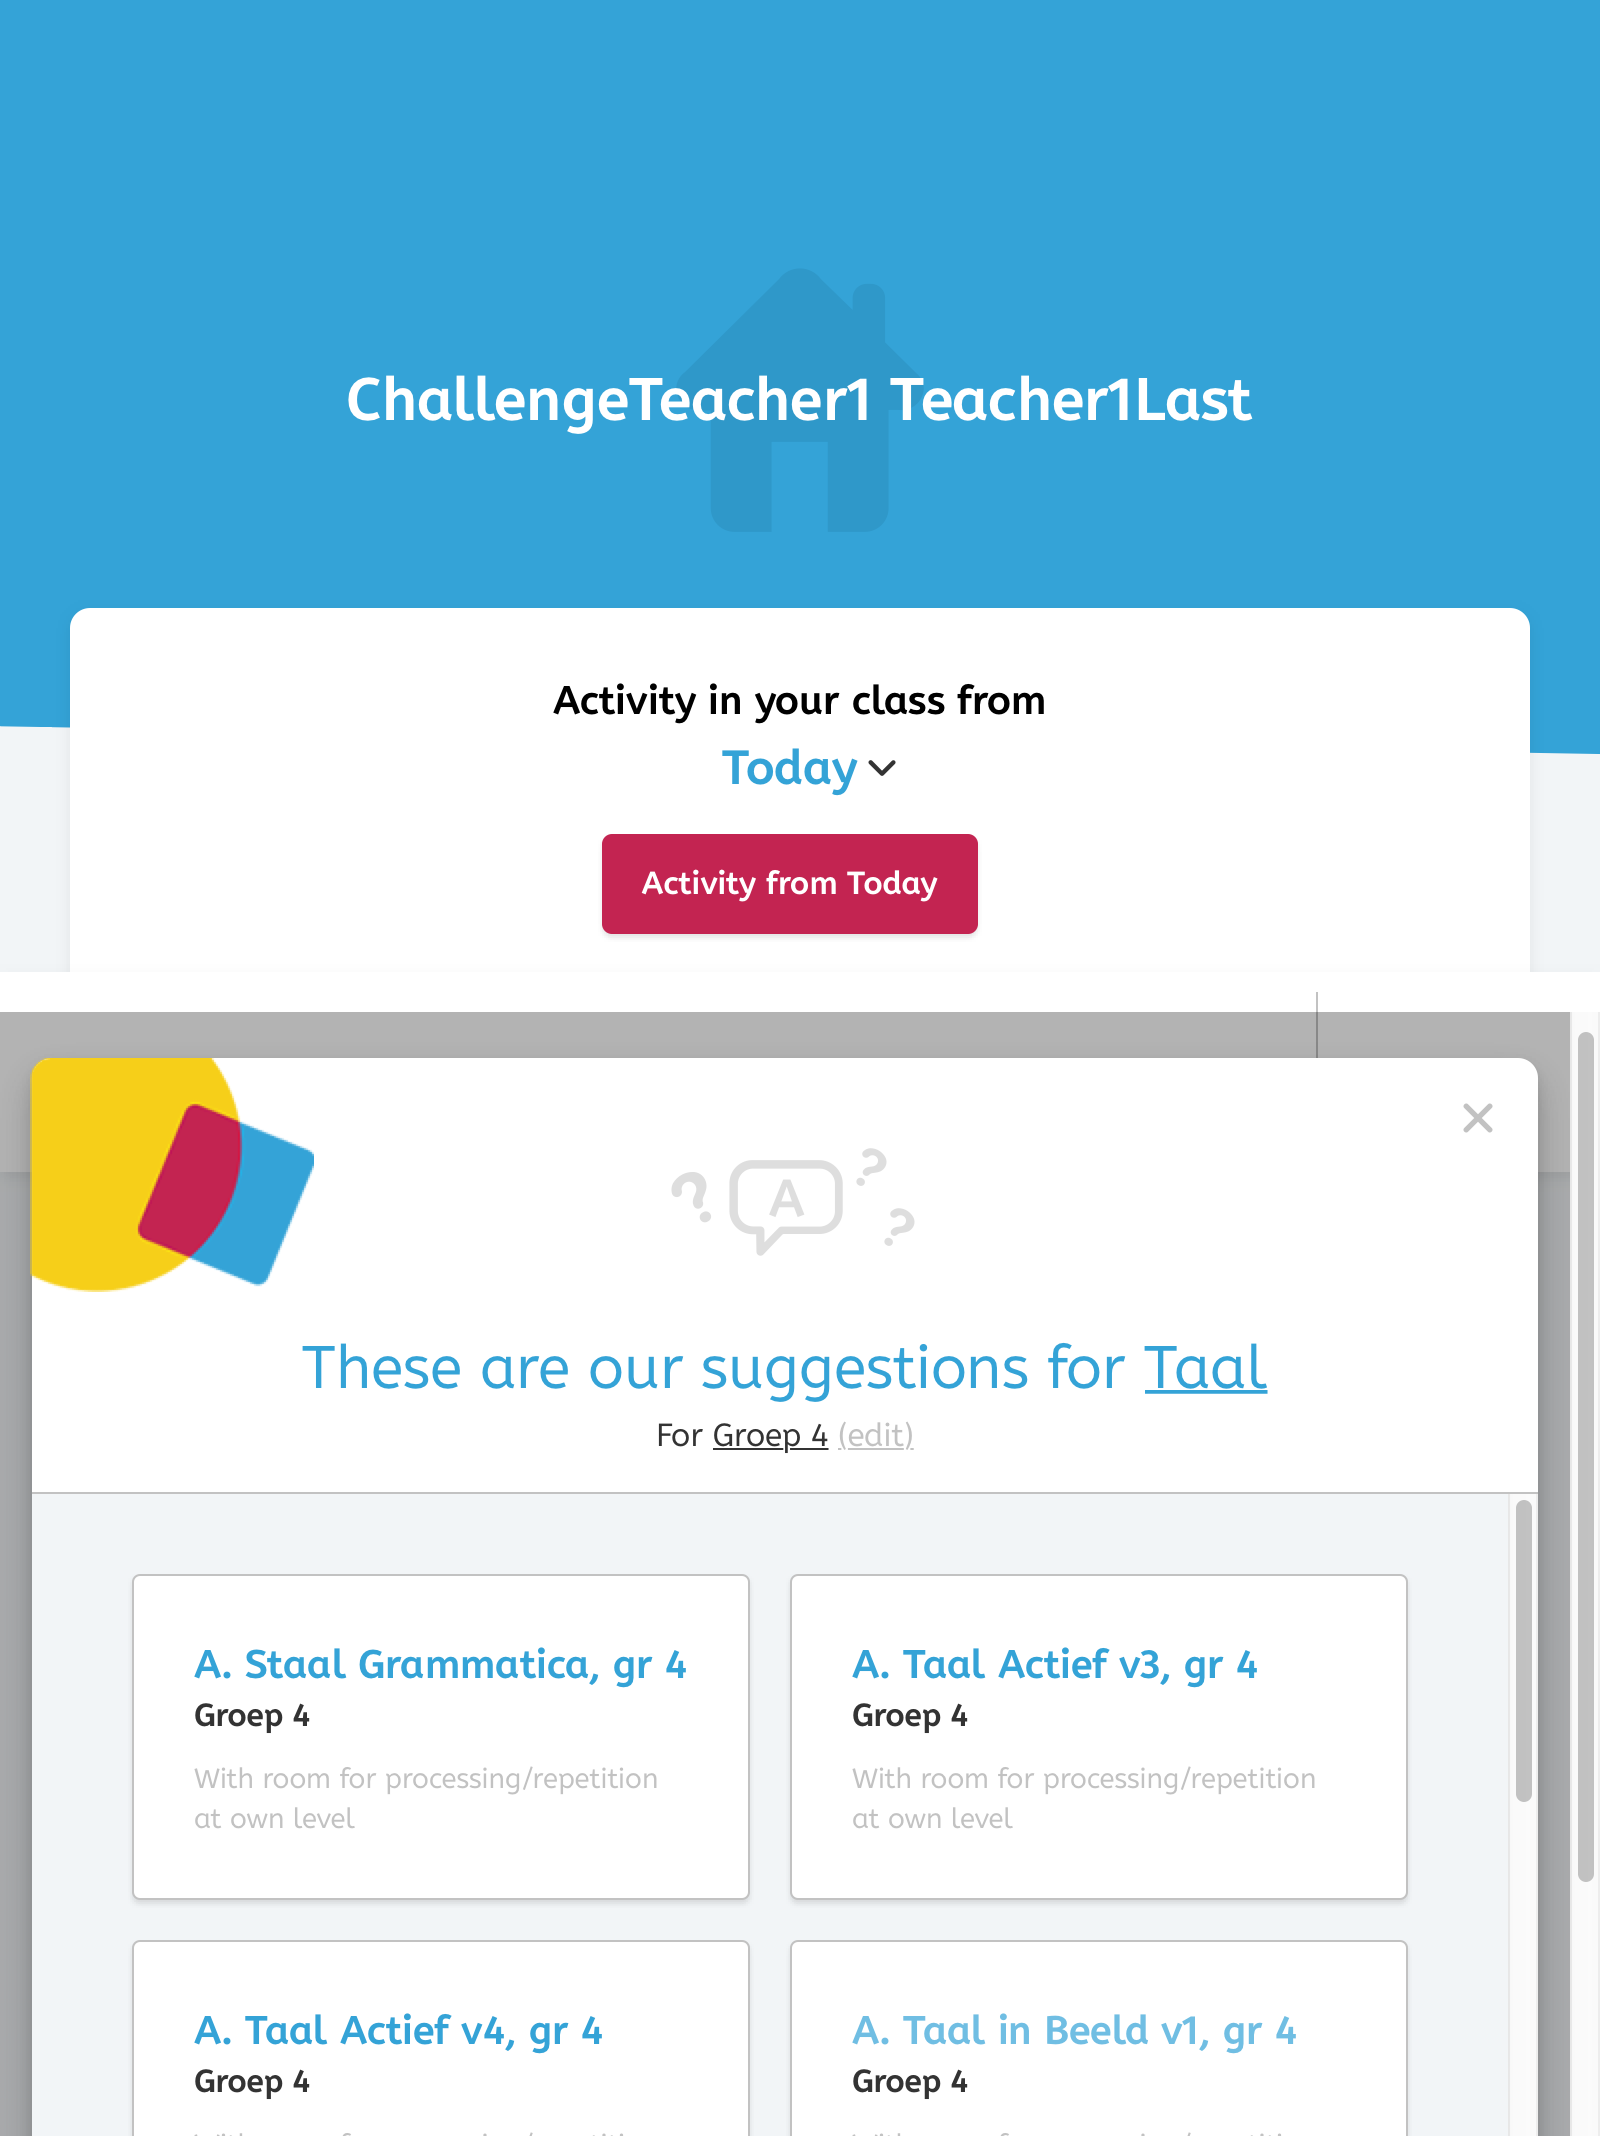 ChallengeTeacher1 Teacher1Last
Activity in your class from
Today
Activity from Today
? A ? ?
These are our suggestions for Taal
For Groep 4 (edit)
A. Staal Grammatica, gr 4
Groep 4
With room for processing/repetition
at own level
A. Taal Actief v3, gr 4
Groep 4
With room for processing/repetition
at own level
A. Taal Actief v4, gr 4
Groep 4
A. Taal in Beeld v1, gr 4
Groep 4